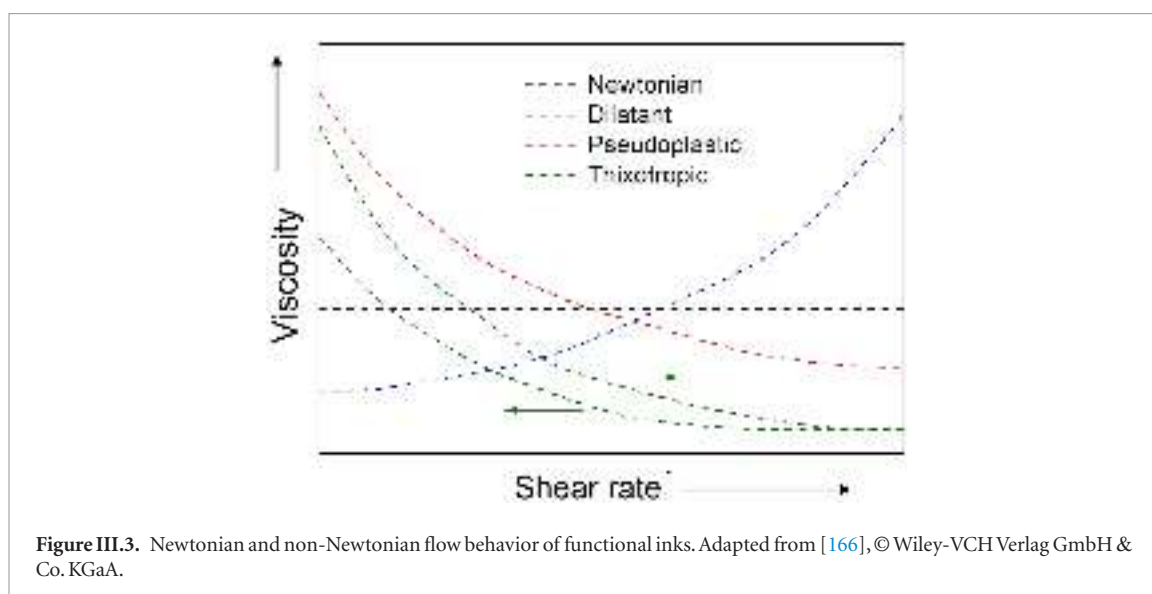 Newtonian
Dilatant
Pseudoplastic
Thixotropic
Viscosity
Shear rate
Figure III.3. Newtonian and non-Newtonian flow behavior of functional inks. Adapted from [166], © Wiley-VCH Verlag GmbH &
Co. KGaA.